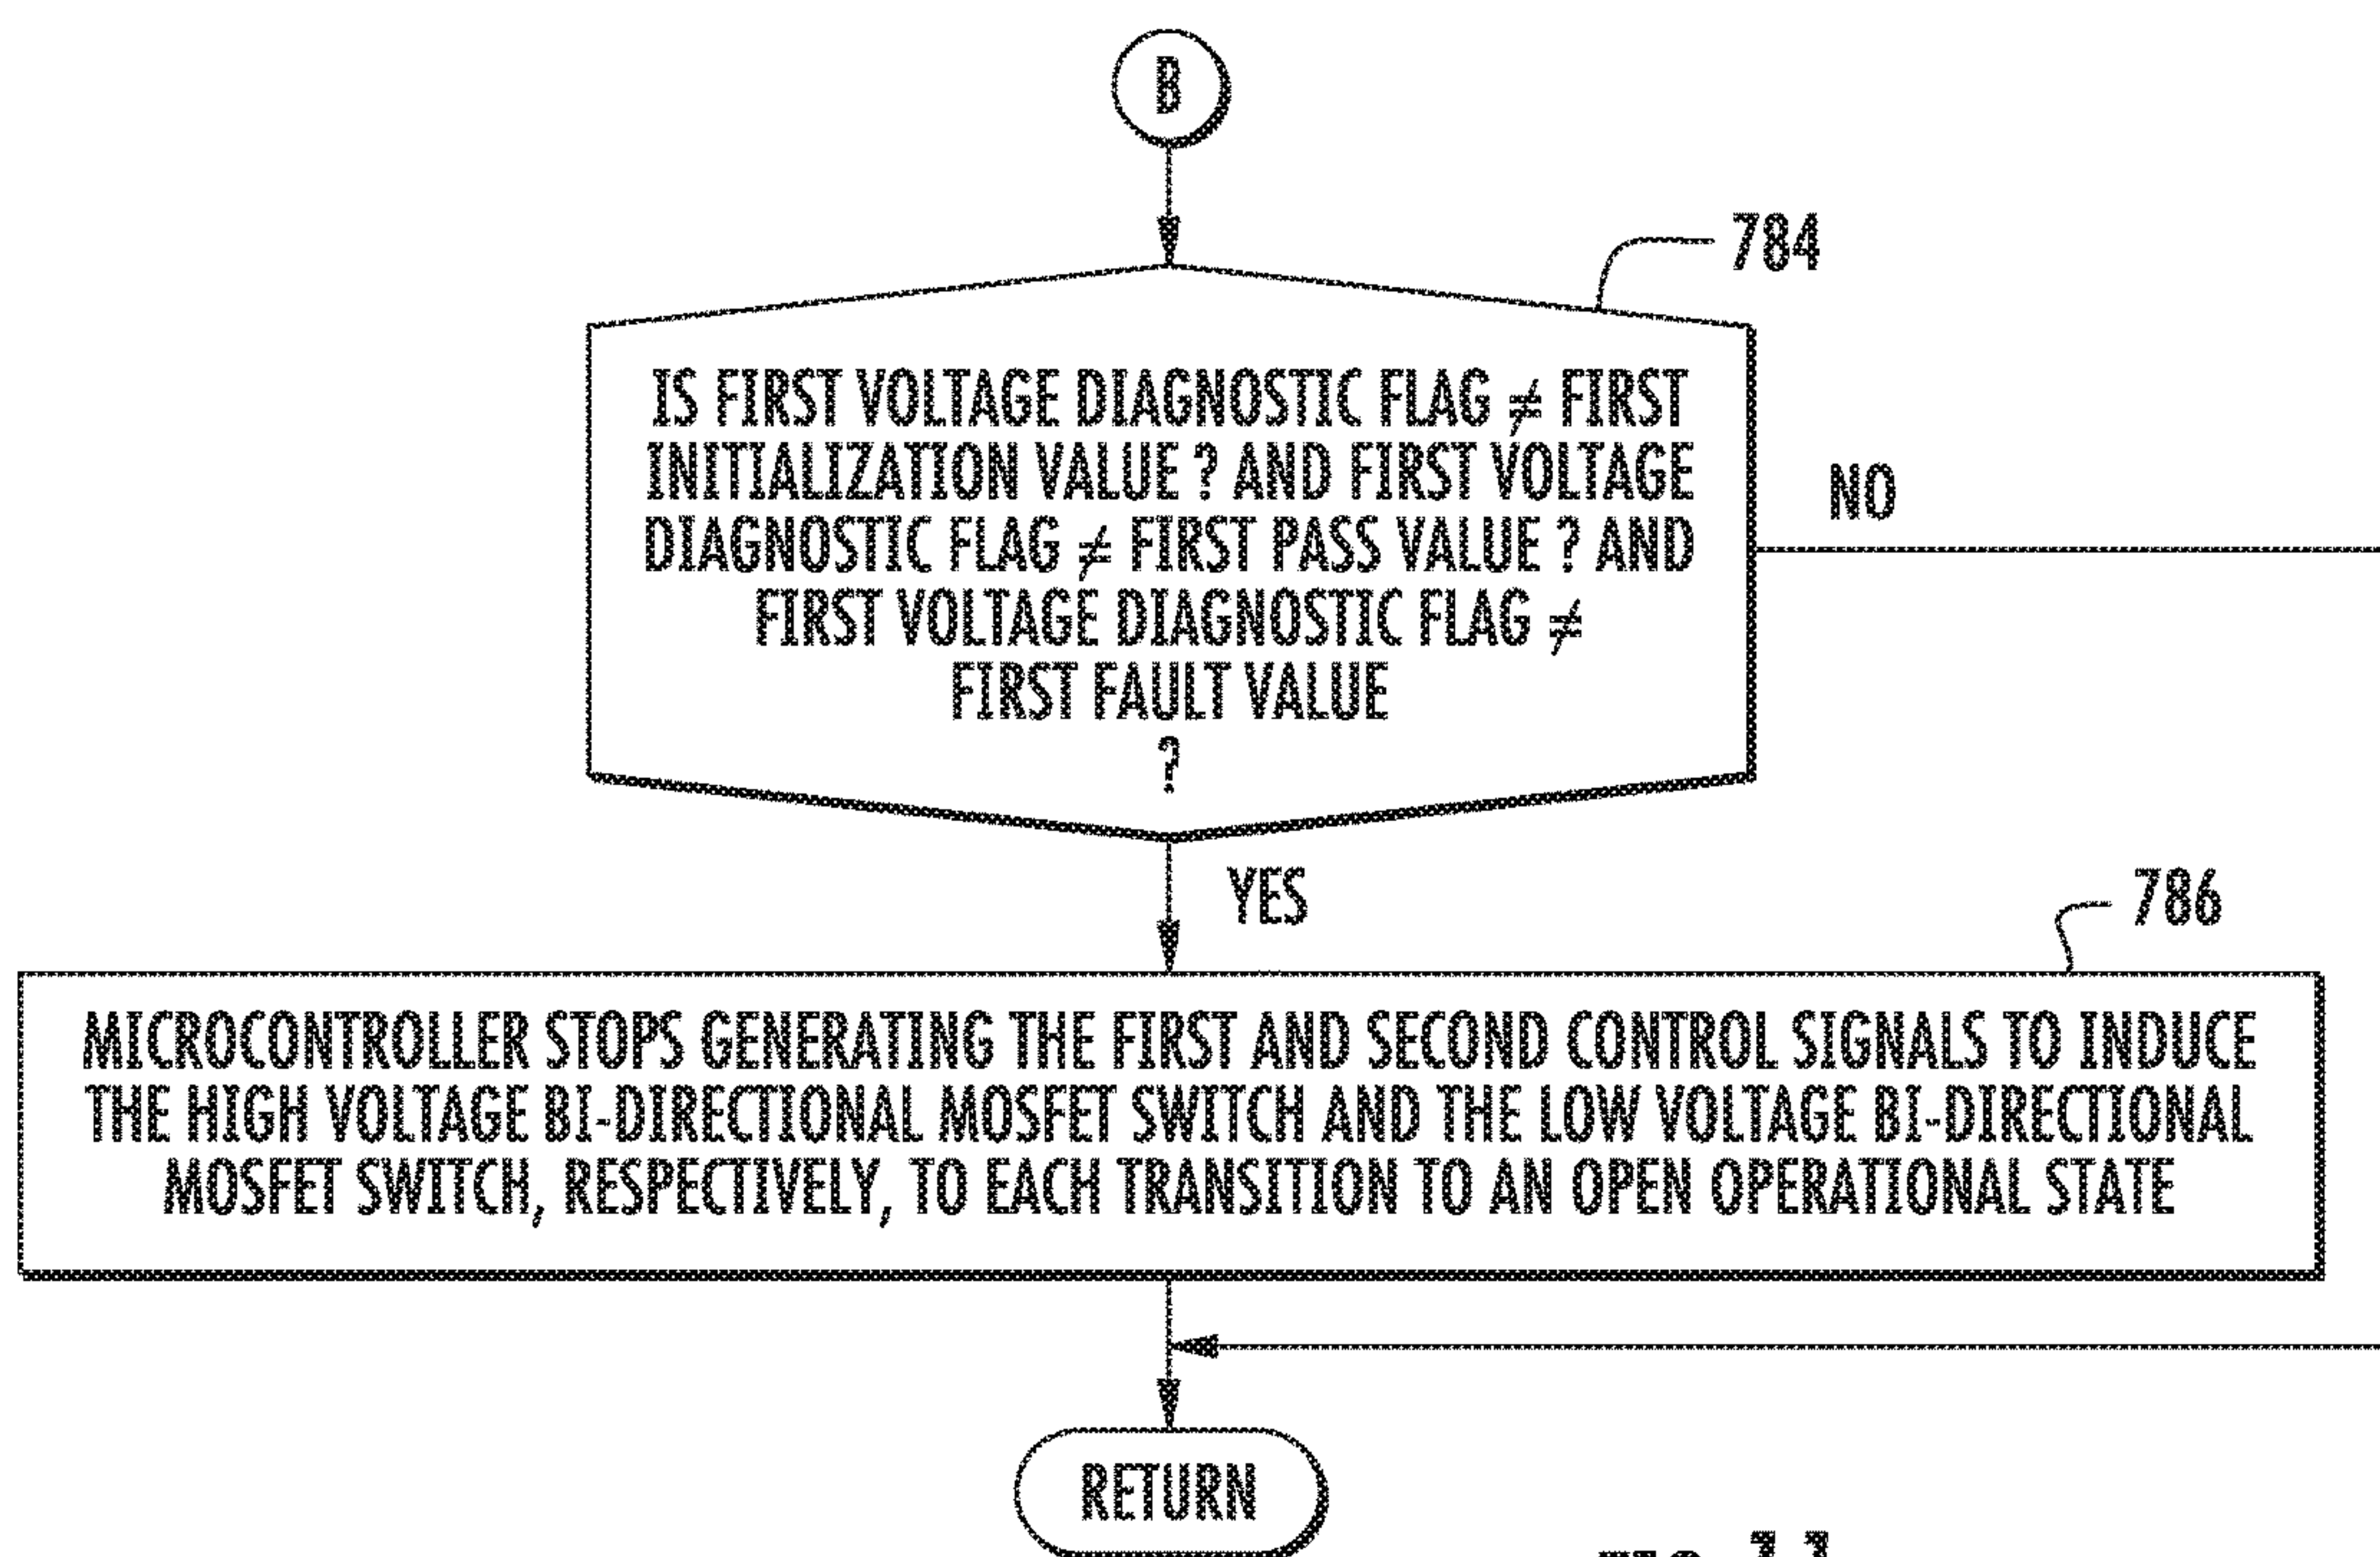 B
784
IS FIRST VOLTAGE DIAGNOSTIC FLAG ≠ FIRST
INITIALIZATION VALUE ? AND FIRST VOLTAGE
DIAGNOSTIC FLAG ≠ FIRST PASS VALUE ? AND
FIRST VOLTAGE DIAGNOSTIC FLAG ≠
FIRST FAULT VALUE
?
NO
YES
786
MICROCONTROLLER STOPS GENERATING THE FIRST AND SECOND CONTROL SIGNALS TO INDUCE
THE HIGH VOLTAGE BI-DIRECTIONAL MOSFET SWITCH AND THE LOW VOLTAGE BI-DIRECTIONAL
MOSFET SWITCH, RESPECTIVELY, TO EACH TRANSITION TO AN OPEN OPERATIONAL STATE
RETURN